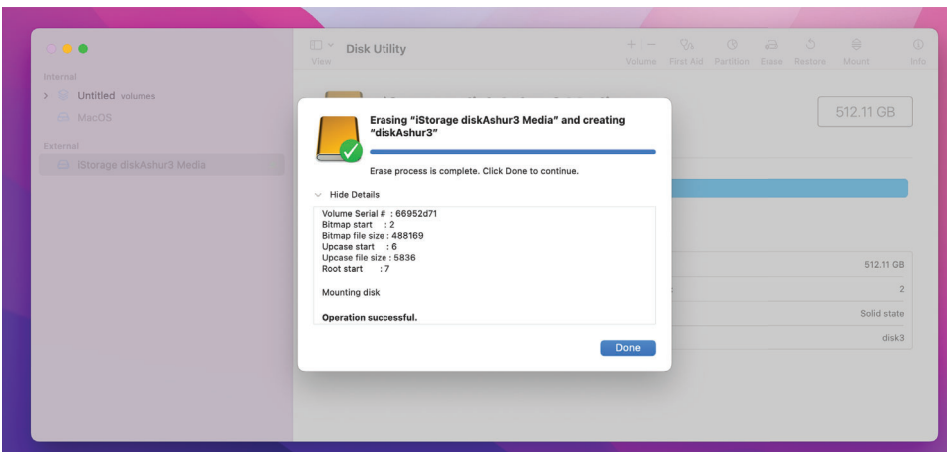 Disk Utility
View
Volume First Aid Partition Erase Restore Mount Info
Internal
Untitled volumes
MacOS
External
iStorage diskAshur3 Media
512.11 GB
Erasing “iStorage diskAshur3 Media” and creating
“diskAshur3”
Erase process is complete. Click Done to continue.
Hide Details
Volume Serial # : 66952d71
Bitmap start : 2
Bitmap file size : 488169
Upcase start : 6
Upcase file size : 5836
Root start : 7
Mounting disk
Operation successful.
Done
512.11 GB
2
Solid state
disk3